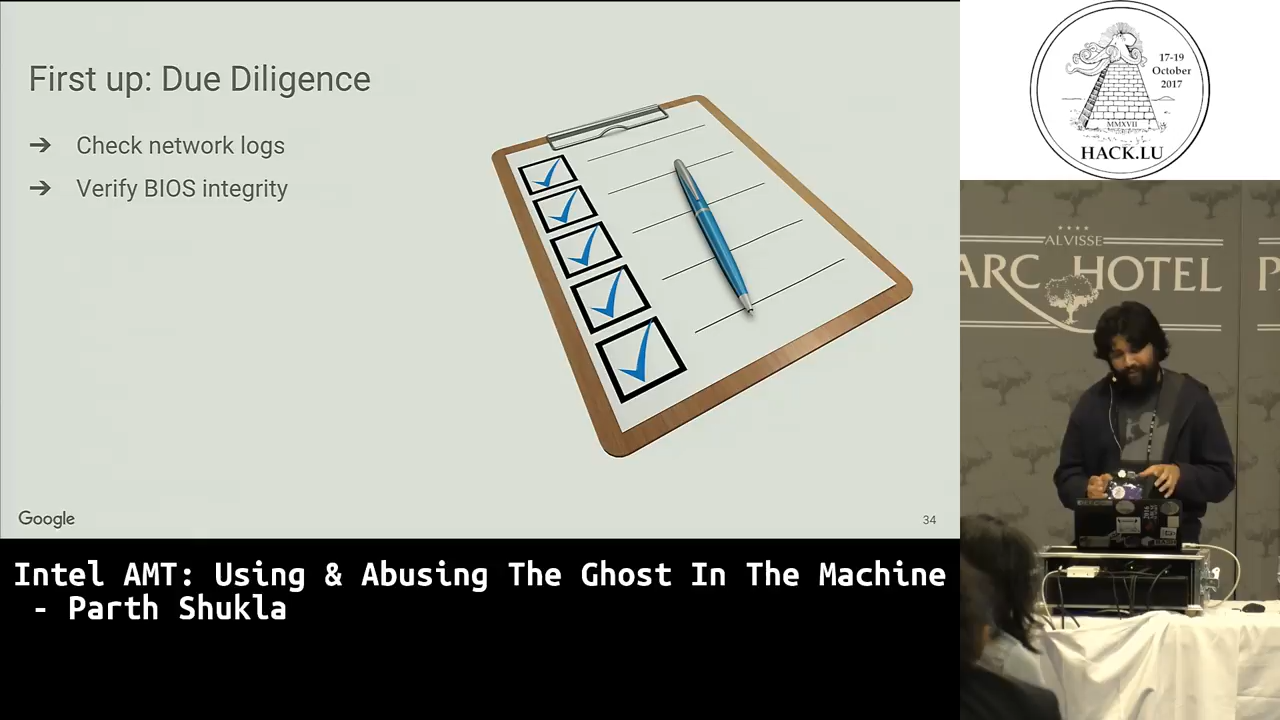 First up: Due Diligence
➔ Check network logs
➔ Verify BIOS integrity
Google
34
17-19
October
2017
MMXVII
HACK.LU
ALVISSE
ARC HOTEL
P
Intel AMT: Using & Abusing The Ghost In The Machine
- Parth Shukla